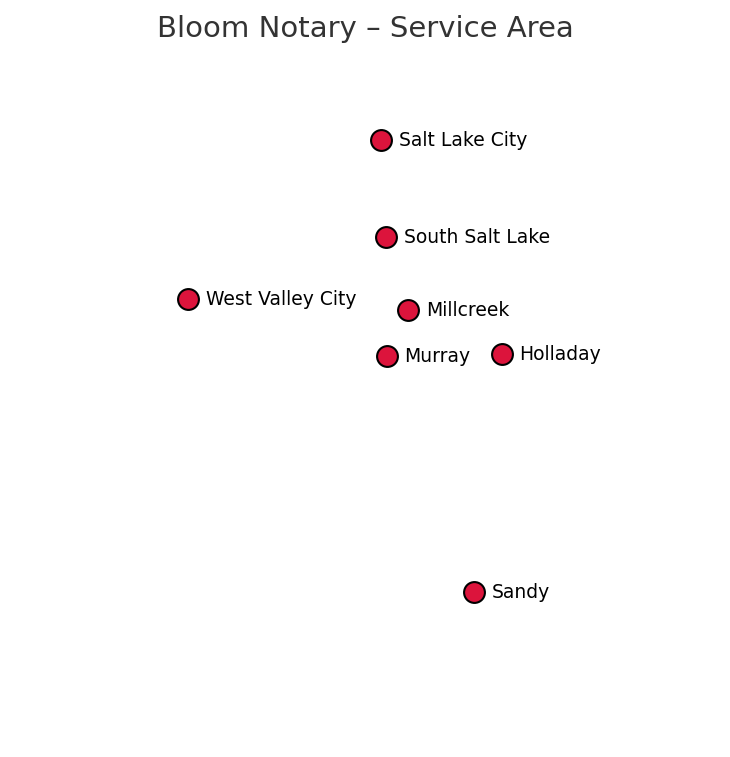 Bloom Notary – Service Area
Salt Lake City
South Salt Lake
West Valley City
Millcreek
Murray
Holladay
Sandy